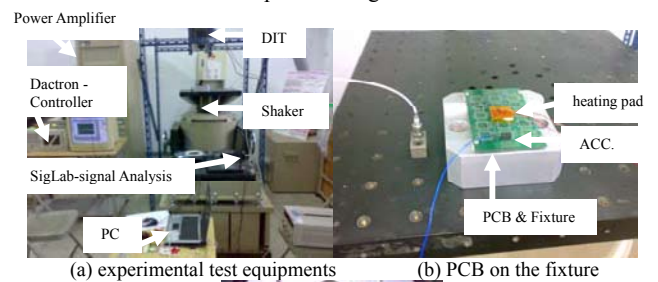 Power Amplifier
DIT
Dactron -
Controller
Shaker
SigLab-signal Analysis
PC
heating pad
ACC.
PCB & Fixture
(a) experimental test equipments
(b) PCB on the fixture